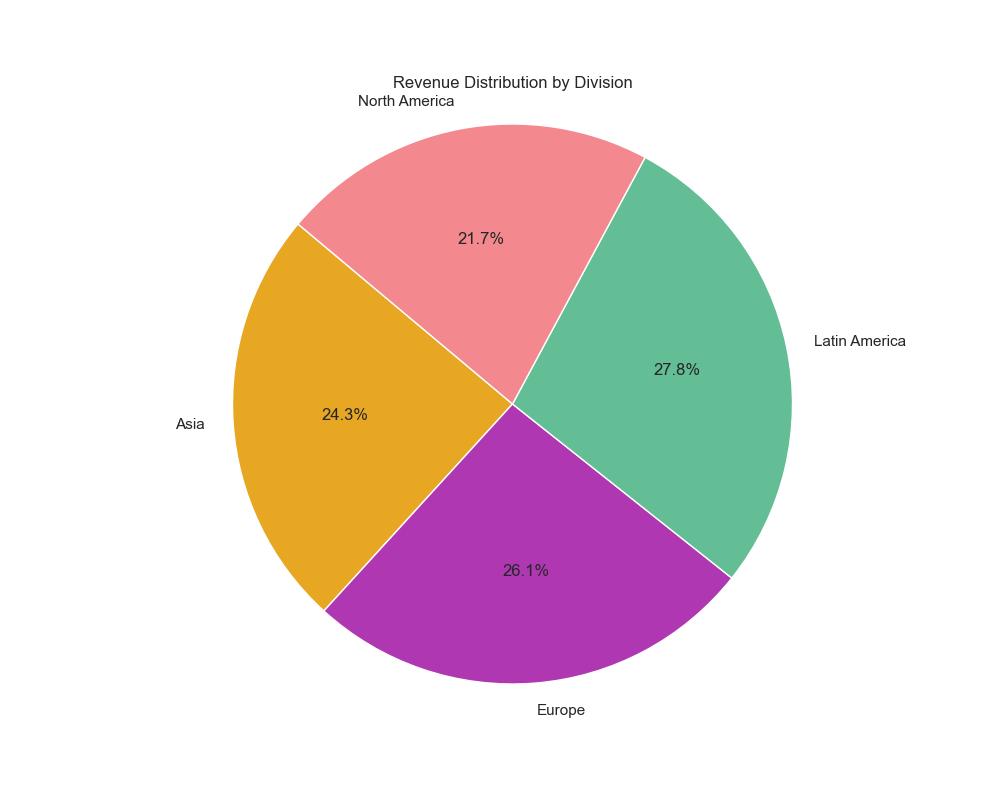 Revenue Distribution by Division
North America
21.7%
Latin America
27.8%
Asia
24.3%
26.1%
Europe